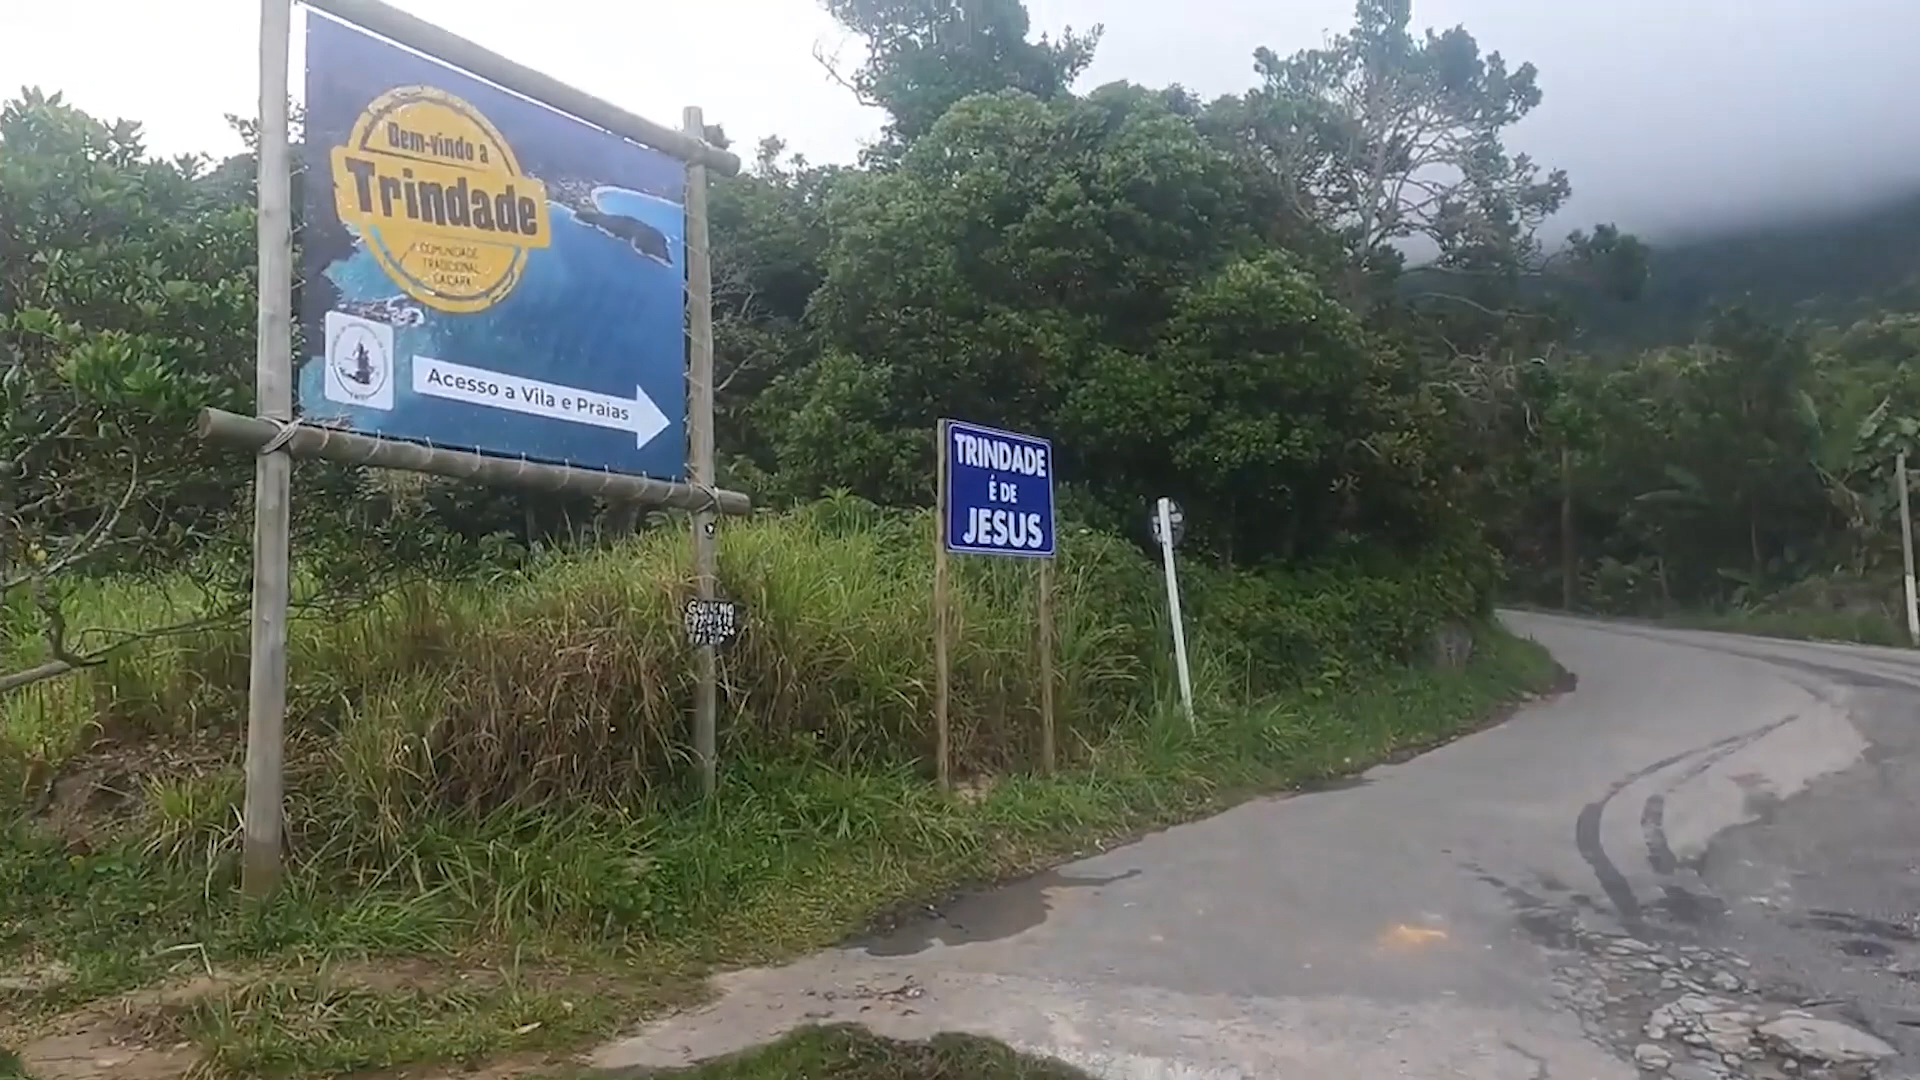 Bem-vindo a
Trindade
COMUNIDADE
TRADICIONAL
CAIÇARA
Acesso a Vila e Praias
TRINDADE
É DE
JESUS